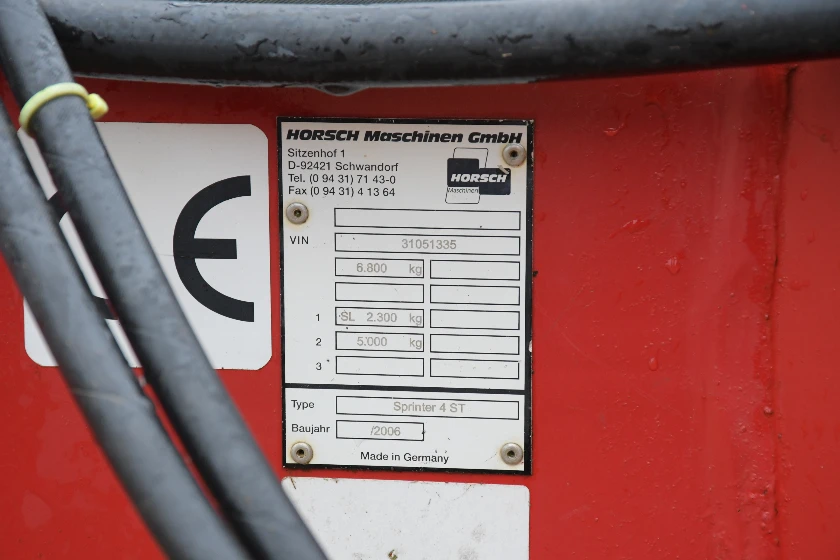 HORSCH Maschinen GmbH
Sitzenhof 1
D-92421 Schwandorf
Tel. (0 94 31) 71 43-0
Fax (0 94 31) 4 13 64
HORSCH
Maschinen
VIN 31051335
6.800 kg
1 SL 2.300 kg
2 5.000 kg
3
Type Sprinter 4 ST
Baujahr /2006
Made in Germany
CE